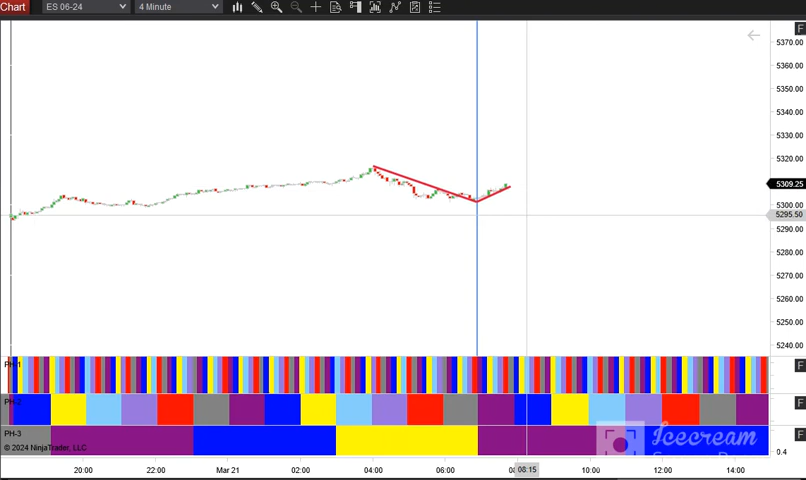 Chart ES 06-24 4 Minute
F
5370.00
5360.00
5350.00
5340.00
5330.00
5320.00
5309.25
5300.00
5295.50
5290.00
5280.00
5270.00
5260.00
5250.00
5240.00
PH-1 F
PH-2 F
PH-3 F
© 2024 NinjaTrader, LLC 0.4
Icecream
20:00 22:00 Mar 21 02:00 04:00 06:00 08:15 10:00 12:00 14:00